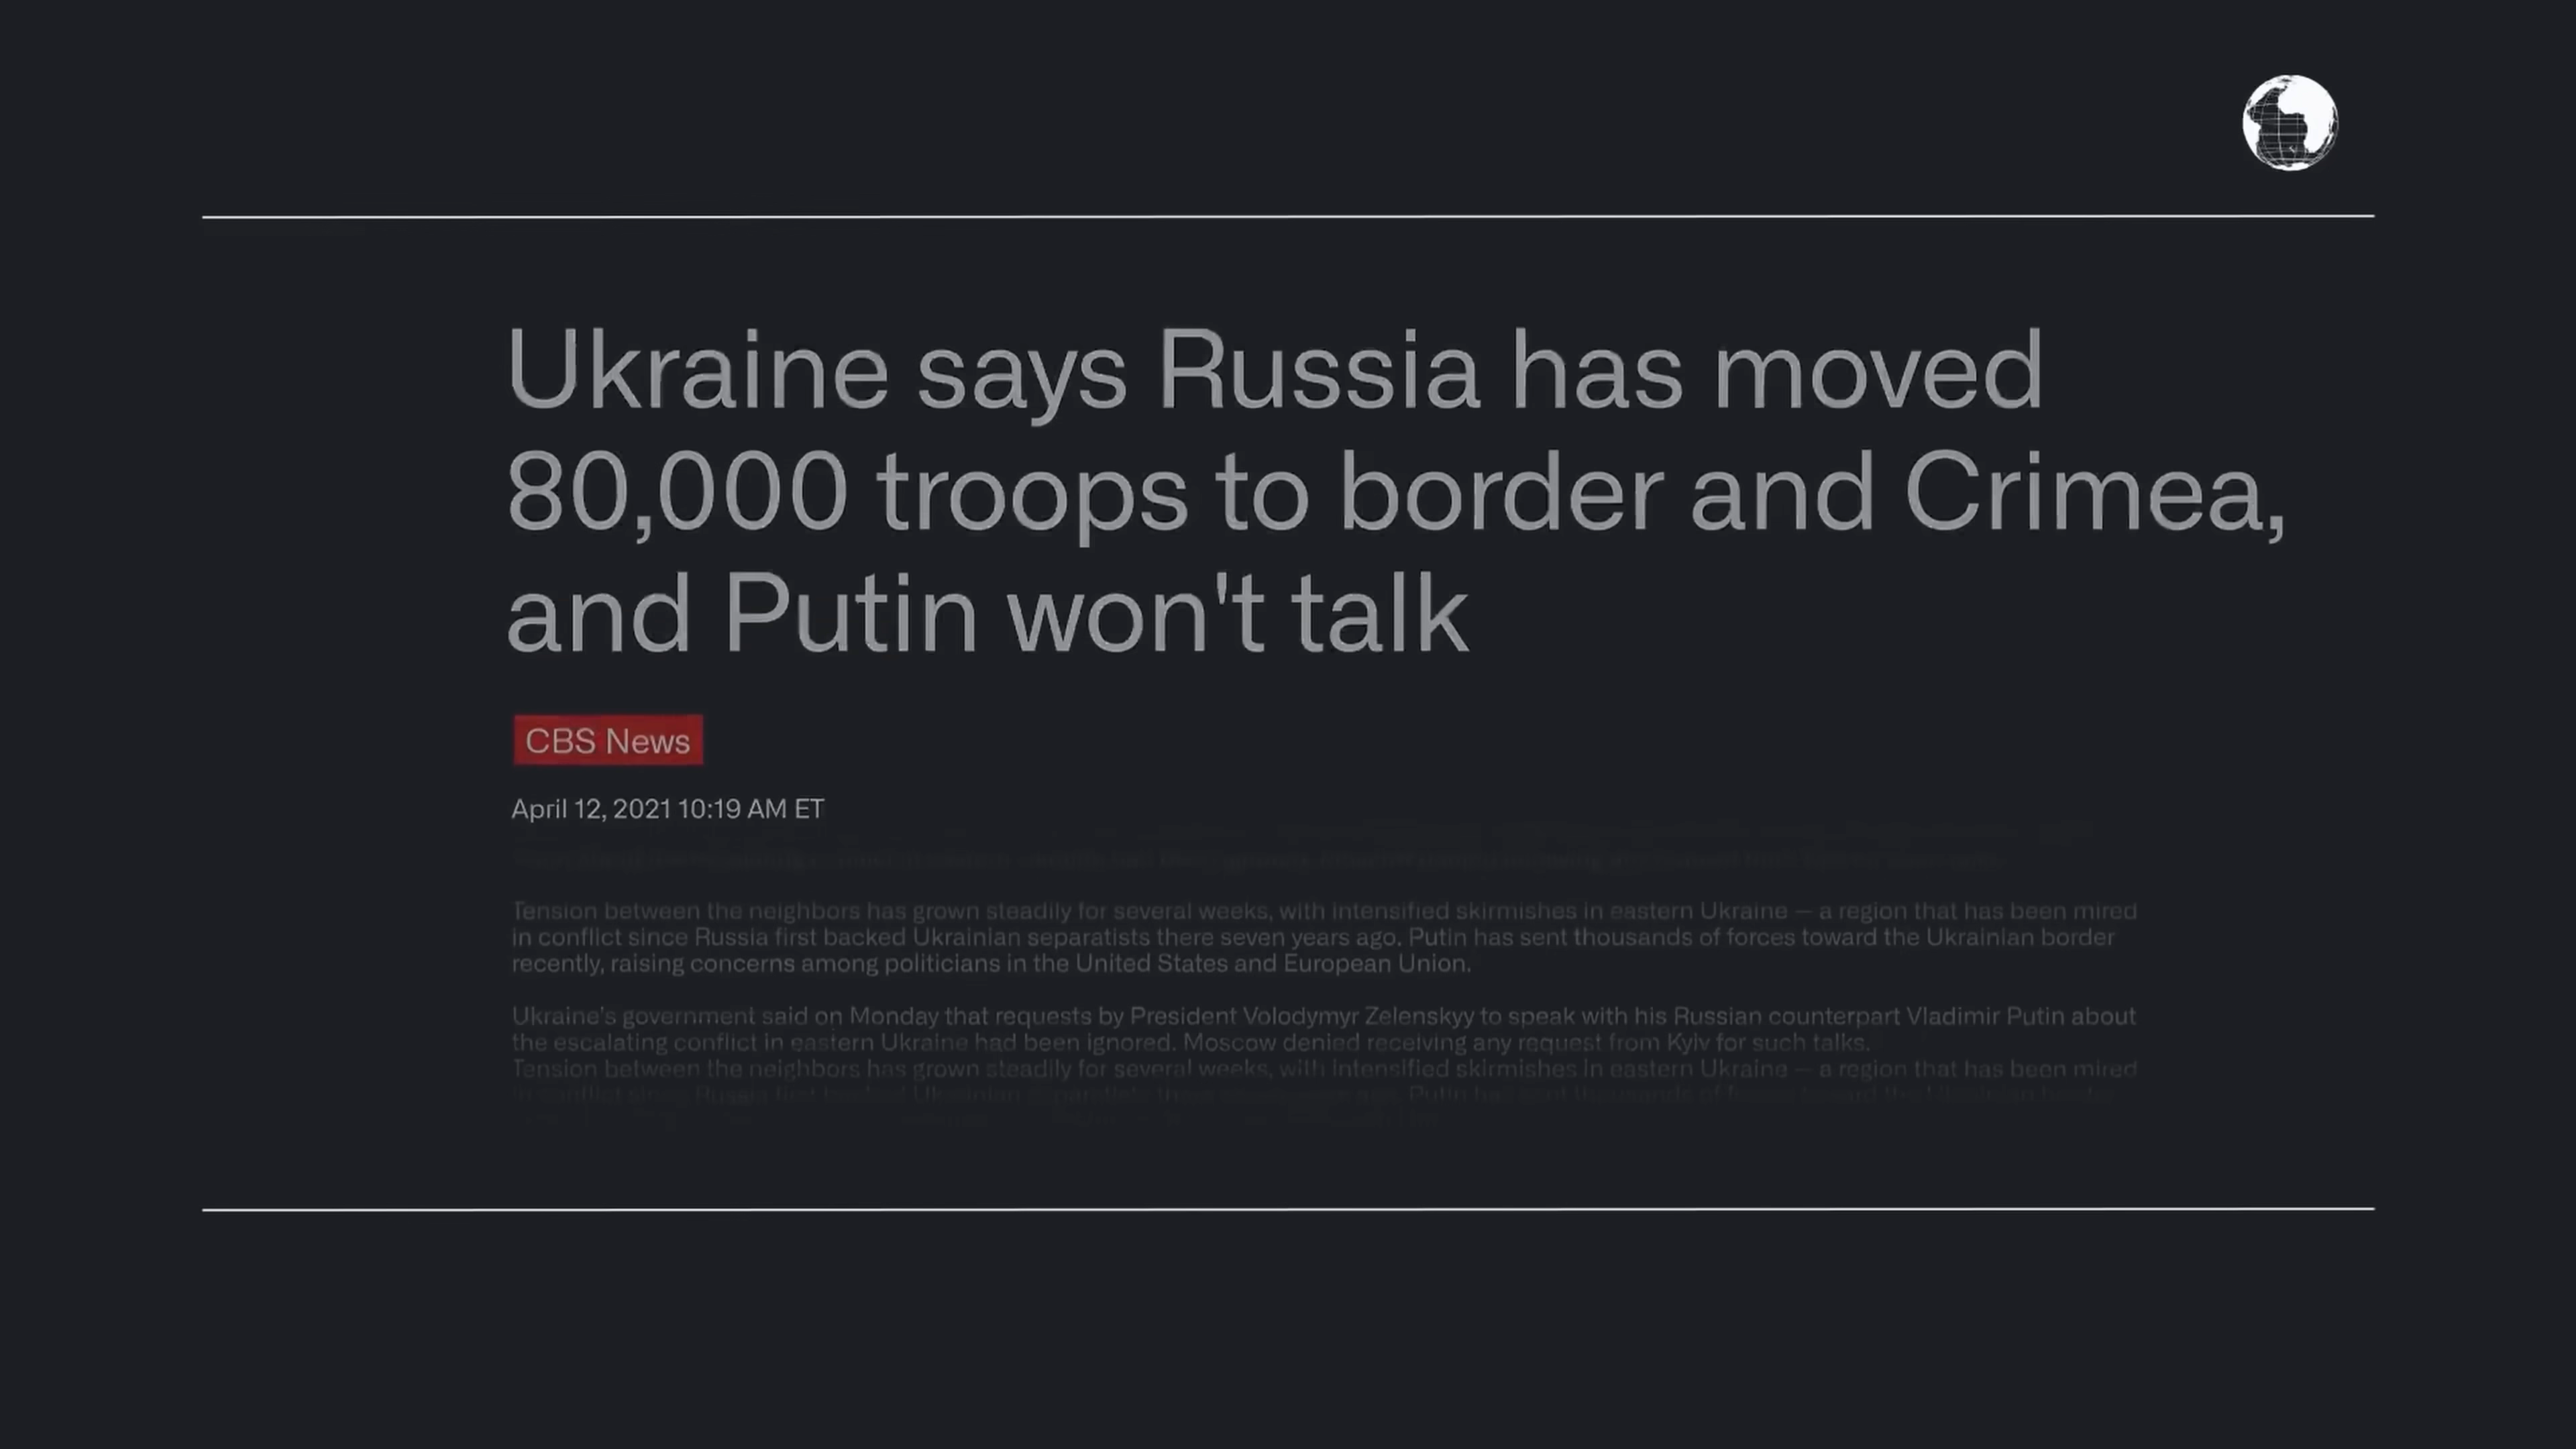 Ukraine says Russia has moved
80,000 troops to border and Crimea,
and Putin won't talk
CBS News
April 12, 2021 10:19 AM ET
Tension between the neighbors has grown steadily for several weeks, with intensified skirmishes in eastern Ukraine — a region that has been mired
in conflict since Russia first backed Ukrainian separatists there seven years ago. Putin has sent thousands of forces toward the Ukrainian border
recently, raising concerns among politicians in the United States and European Union.
Ukraine's government said on Monday that requests by President Volodymyr Zelenskyy to speak with his Russian counterpart Vladimir Putin about
the escalating conflict in eastern Ukraine had been ignored. Moscow denied receiving any request from Kyiv for such talks.
Tension between the neighbors has grown steadily for several weeks, with intensified skirmishes in eastern Ukraine — a region that has been mired